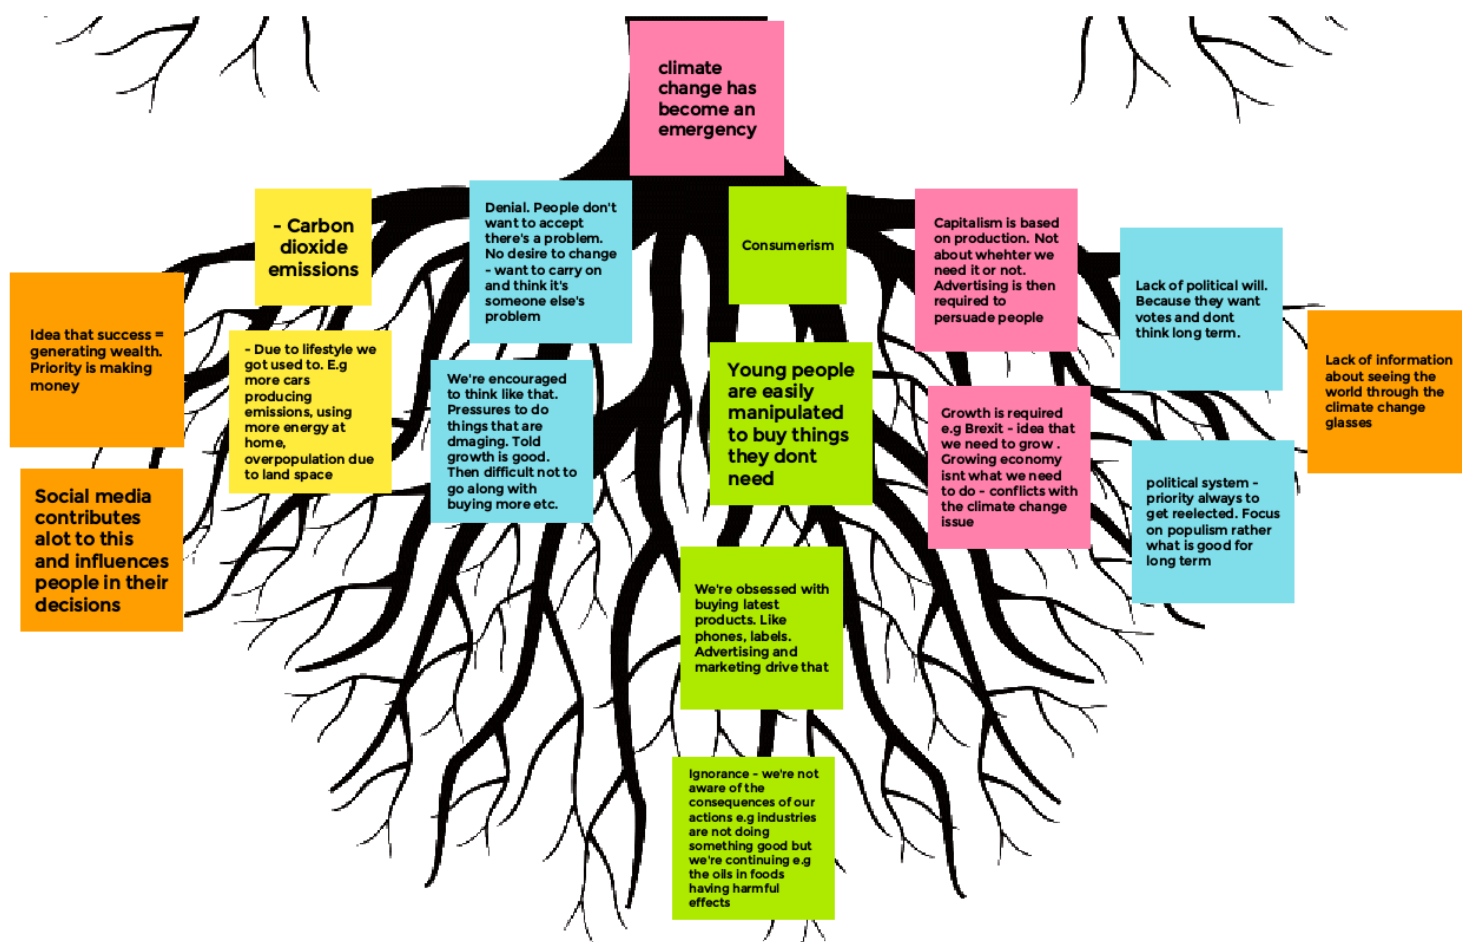 climate
change has
become an
emergency
- Carbon
dioxide
emissions
Denial. People don't
want to accept
there's a problem.
No desire to change
- want to carry on
and think it's
someone else's
problem
Consumerism
Capitalism is based
on production. Not
about whehter we
need it or not.
Advertising is then
required to
persuade people
Lack of political will.
Because they want
votes and dont
think long term.
Idea that success =
generating wealth.
Priority is making
money
- Due to lifestyle we
got used to. E.g
more cars
producing
emissions, using
more energy at
home,
overpopulation due
to land space
We're encouraged
to think like that.
Pressures to do
things that are
dmaging. Told
growth is good.
Then difficult not to
go along with
buying more etc.
Young people
are easily
manipulated
to buy things
they dont
need
Growth is required
e.g Brexit - idea that
we need to grow .
Growing economy
isnt what we need
to do - conflicts with
the climate change
issue
Lack of information
about seeing the
world through the
climate change
glasses
Social media
contributes
alot to this
and influences
people in their
decisions
political system -
priority always to
get reelected. Focus
on populism rather
what is good for
long term
We're obsessed with
buying latest
products. Like
phones, labels.
Advertising and
marketing drive that
Ignorance - we're not
aware of the
consequences of our
actions e.g industries
are not doing
something good but
we're continuing e.g
the oils in foods
having harmful
effects